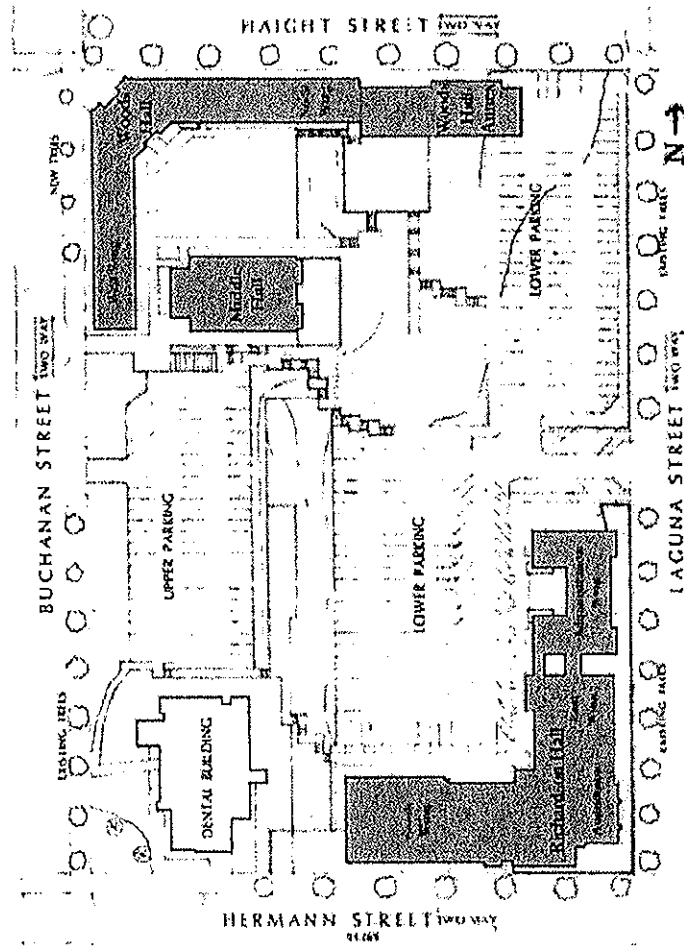 HAIGHT STREET TWO WAY
Woods Hall
Woods Hall Annex
N
NEW TREES
Middle Hall
LOWER PARKING
EXISTING TREES
BUCHANAN STREET TWO WAY
LAGUNA STREET TWO WAY
UPPER PARKING
LOWER PARKING
EXISTING TREES
DENTAL BUILDING
Richardson Hall
EXISTING TREES
HERMANN STREET TWO WAY